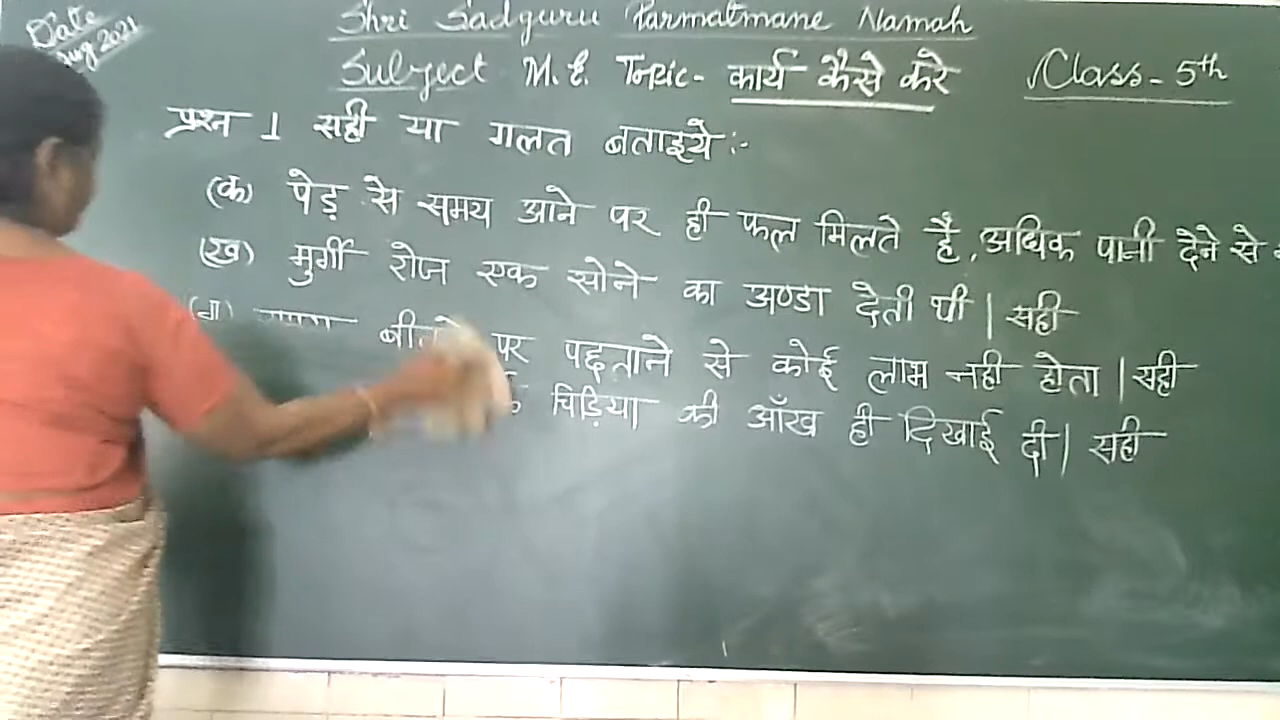 Date
Aug 2021
Shri Sadguru Parmatmane Namah
Subject M.E. Topic- कार्य कैसे करे Class - 5th
प्रश्न 1 सही या गलत बताइये:-
(क) पेड़ से समय आने पर ही फल मिलते है, अधिक पानी देने से
(ख) मुर्गी रोज एक सोने का अण्डा देती थी | सही
(ग) पर पछताने से कोई लाभ नही होता | सही
चिड़िया की आँख ही दिखाई दी | सही